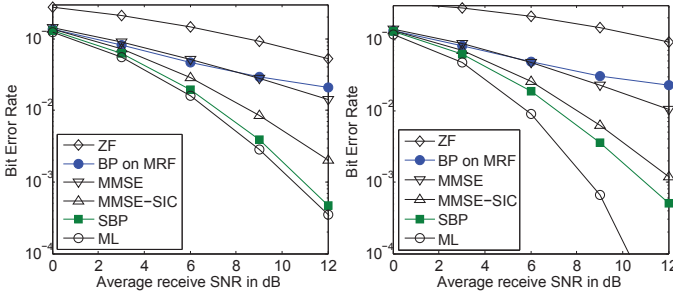 10⁻¹
10⁻²
10⁻³
10⁻⁴
Bit Error Rate
ZF
BP on MRF
MMSE
MMSE−SIC
SBP
ML
0 2 4 6 8 10 12
Average receive SNR in dB
10⁻¹
10⁻²
10⁻³
10⁻⁴
Bit Error Rate
ZF
BP on MRF
MMSE
MMSE−SIC
SBP
ML
0 2 4 6 8 10 12
Average receive SNR in dB